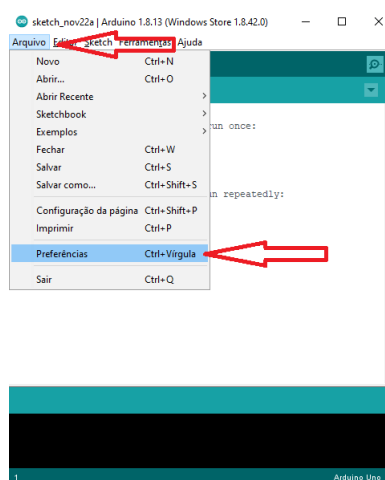 sketch_nov22a | Arduino 1.8.13 (Windows Store 1.8.42.0)
Arquivo Editar Sketch Ferramentas Ajuda
Novo Ctrl+N
Abrir... Ctrl+O
Abrir Recente
Sketchbook
Exemplos
run once:
Fechar Ctrl+W
Salvar Ctrl+S
Salvar como... Ctrl+Shift+S
n repeatedly:
Configuração da página Ctrl+Shift+P
Imprimir Ctrl+P
Preferências Ctrl+Vírgula
Sair Ctrl+Q
1 Arduino Uno